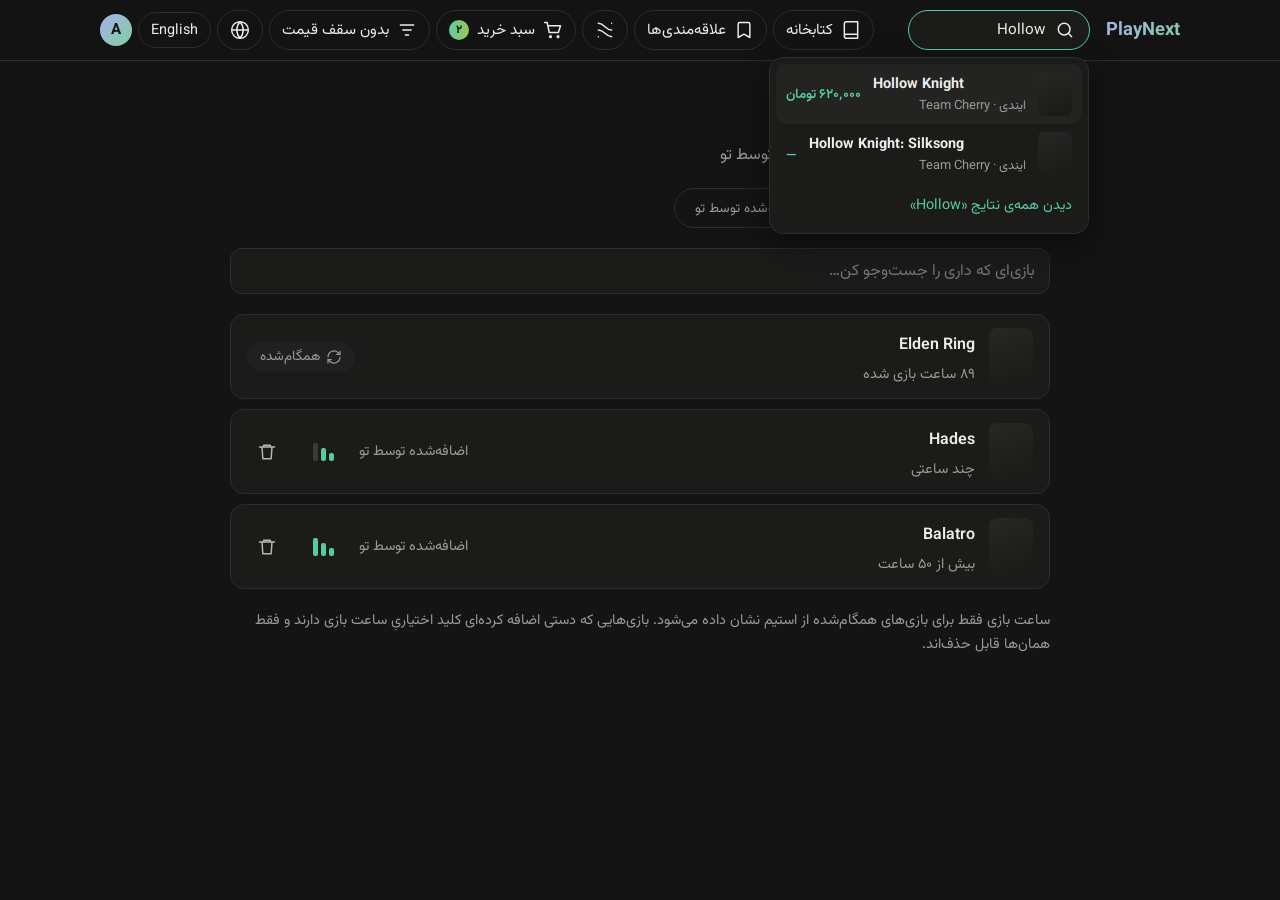 PlayNext
Hollow
کتابخانه
علاقه‌مندی‌ها
سبد خرید ۲
بدون سقف قیمت
English
A
Hollow Knight
ایندی · Team Cherry
۶۲۰,۰۰۰ تومان
Hollow Knight: Silksong
ایندی · Team Cherry
—
دیدن همه‌ی نتایج «Hollow»
توسط تو
شده توسط تو
بازی‌ای که داری را جست‌وجو کن...
Elden Ring
۸۹ ساعت بازی شده
همگام‌شده
Hades
چند ساعتی
اضافه‌شده توسط تو
Balatro
بیش از ۵۰ ساعت
اضافه‌شده توسط تو
ساعت بازی فقط برای بازی‌های همگام‌شده از استیم نشان داده می‌شود. بازی‌هایی که دستی اضافه کرده‌ای کلید اختیاریِ ساعت بازی دارند و فقط
همان‌ها قابل حذف‌اند.